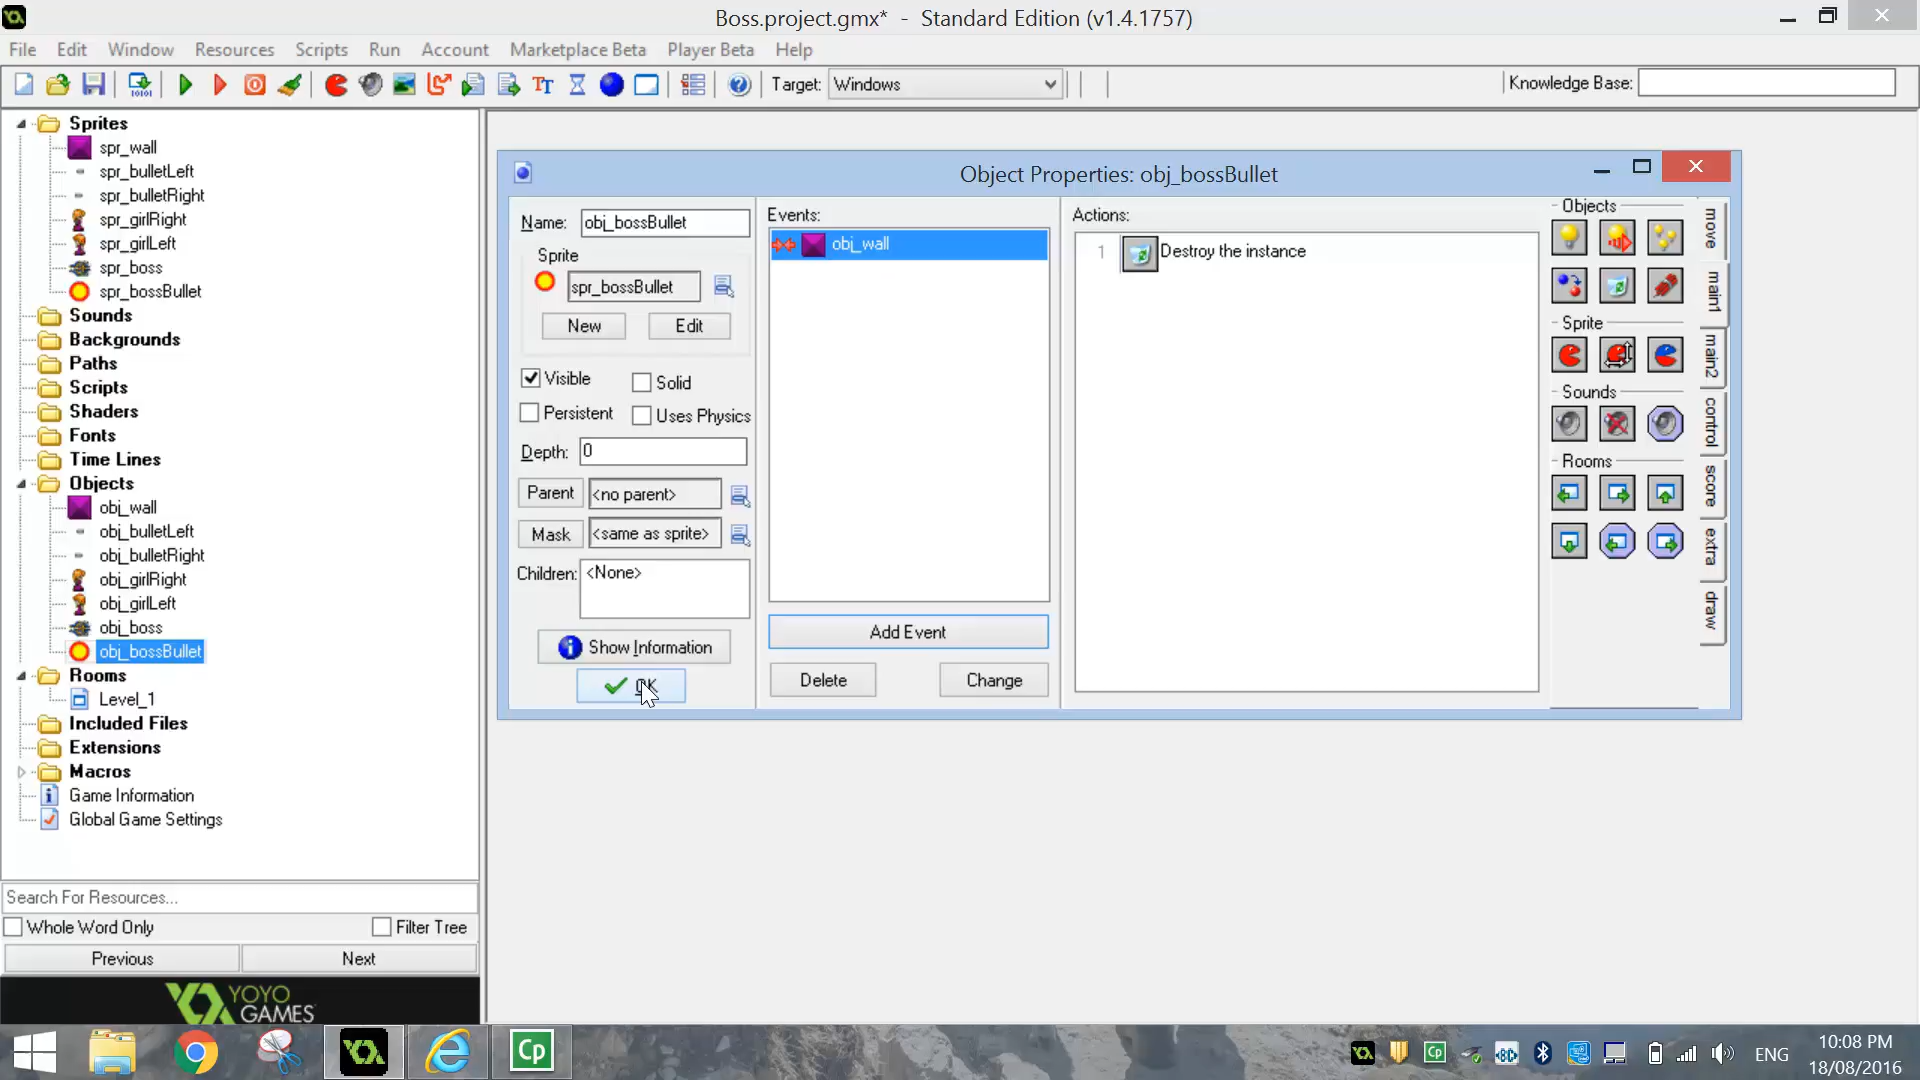 Boss.project.gmx* - Standard Edition (v1.4.1757)
File Edit Window Resources Scripts Run Account Marketplace Beta Player Beta Help
Target: Windows
Knowledge Base:
Sprites
spr_wall
spr_bulletLeft
spr_bulletRight
spr_girlRight
spr_girlLeft
spr_boss
spr_bossBullet
Sounds
Backgrounds
Paths
Scripts
Shaders
Fonts
Time Lines
Objects
obj_wall
obj_bulletLeft
obj_bulletRight
obj_girlRight
obj_girlLeft
obj_boss
obj_bossBullet
Rooms
Level_1
Included Files
Extensions
Macros
Game Information
Global Game Settings
Search For Resources...
Whole Word Only Filter Tree
Previous Next
YOYO
GAMES
Object Properties: obj_bossBullet
Name: obj_bossBullet
Sprite
spr_bossBullet
New Edit
Visible Solid
Persistent Uses Physics
Depth: 0
Parent <no parent>
Mask <same as sprite>
Children: <None>
Show Information
OK
Events:
obj_wall
Add Event
Delete Change
Actions:
1 Destroy the instance
Objects
Sprite
Sounds
Rooms
move
main1
main2
control
score
extra
draw
Cp
Cp
ENG
10:08 PM
18/08/2016